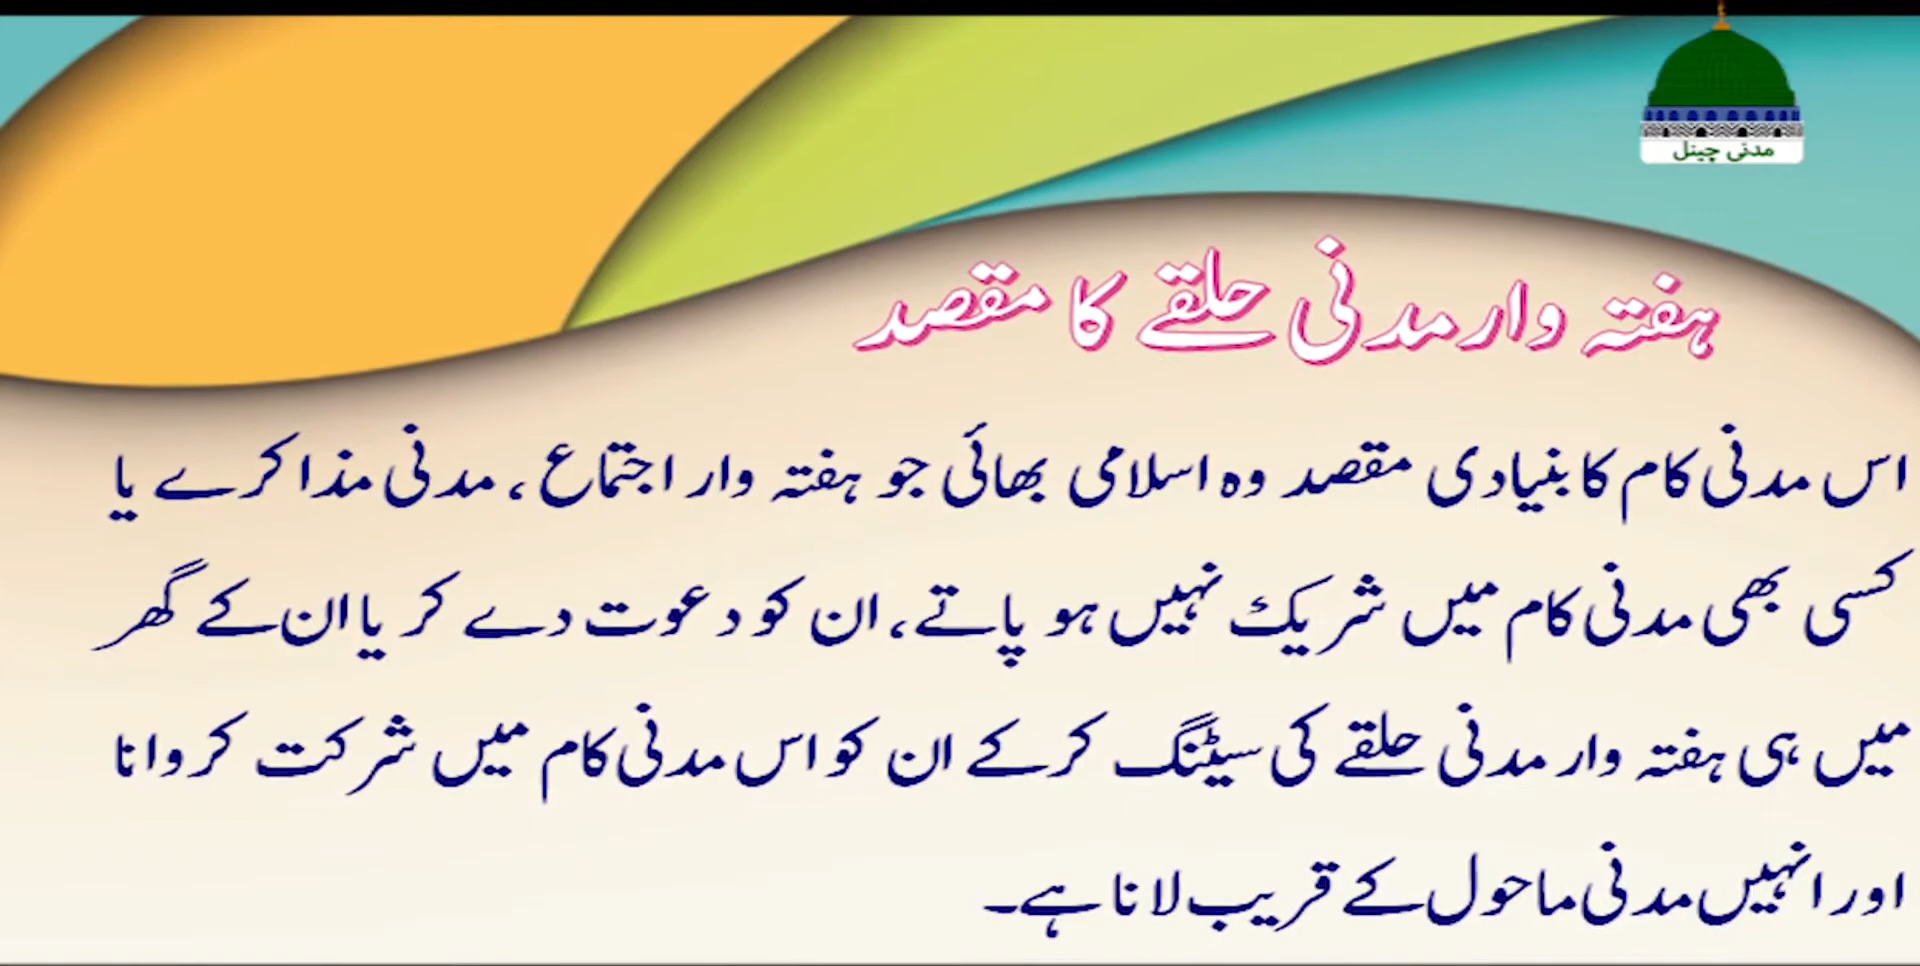 مدنی چینل
ہفتہ وار مدنی حلقے کا مقصد
اس مدنی کام کا بنیادی مقصد وہ اسلامی بھائی جو ہفتہ وار اجتماع، مدنی مذاکرے یا
کسی بھی مدنی کام میں شریک نہیں ہو پاتے، ان کو دعوت دے کر یا ان کے گھر
میں ہی ہفتہ وار مدنی حلقے کی سیٹنگ کرکے ان کو اس مدنی کام میں شرکت کروانا
اور انہیں مدنی ماحول کے قریب لانا ہے۔